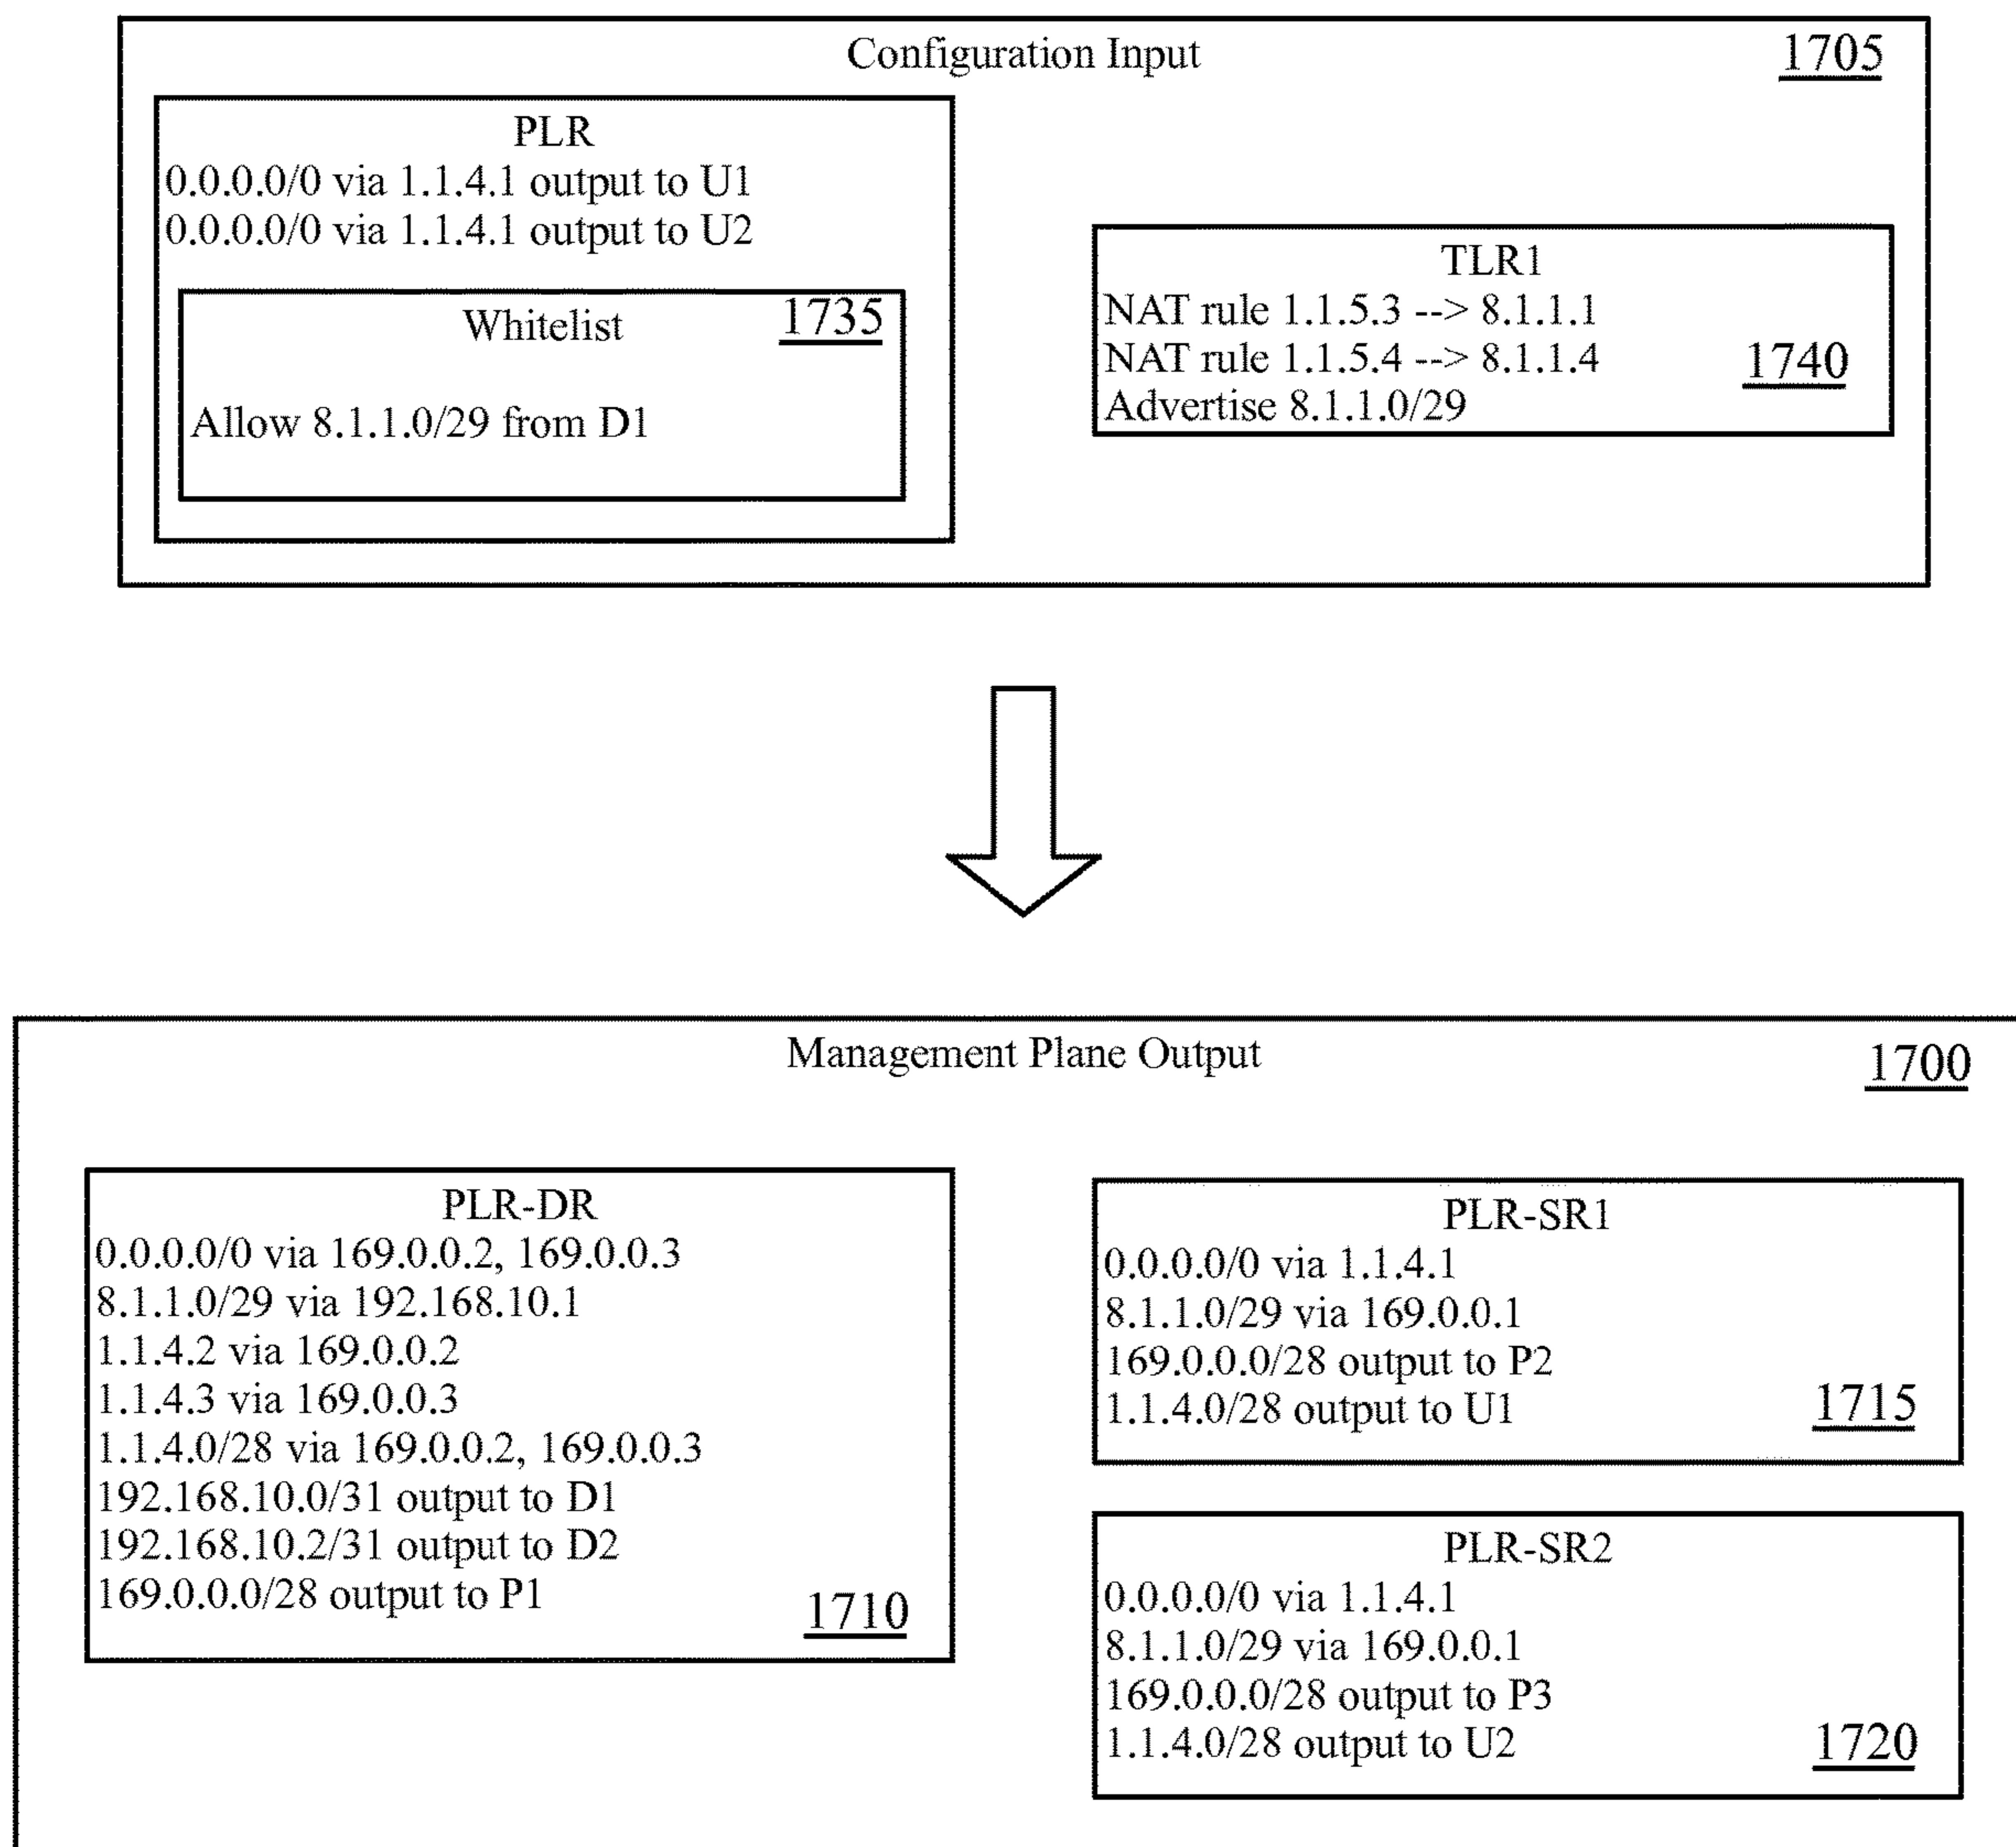 Configuration Input
1705
PLR
0.0.0.0/0 via 1.1.4.1 output to U1
0.0.0.0/0 via 1.1.4.1 output to U2
Whitelist
1735
Allow 8.1.1.0/29 from D1
TLR1
NAT rule 1.1.5.3 --> 8.1.1.1
NAT rule 1.1.5.4 --> 8.1.1.4
1740
Advertise 8.1.1.0/29
Management Plane Output
1700
PLR-DR
0.0.0.0/0 via 169.0.0.2, 169.0.0.3
8.1.1.0/29 via 192.168.10.1
1.1.4.2 via 169.0.0.2
1.1.4.3 via 169.0.0.3
1.1.4.0/28 via 169.0.0.2, 169.0.0.3
192.168.10.0/31 output to D1
192.168.10.2/31 output to D2
169.0.0.0/28 output to P1
1710
PLR-SR1
0.0.0.0/0 via 1.1.4.1
8.1.1.0/29 via 169.0.0.1
169.0.0.0/28 output to P2
1.1.4.0/28 output to U1
1715
PLR-SR2
0.0.0.0/0 via 1.1.4.1
8.1.1.0/29 via 169.0.0.1
169.0.0.0/28 output to P3
1.1.4.0/28 output to U2
1720